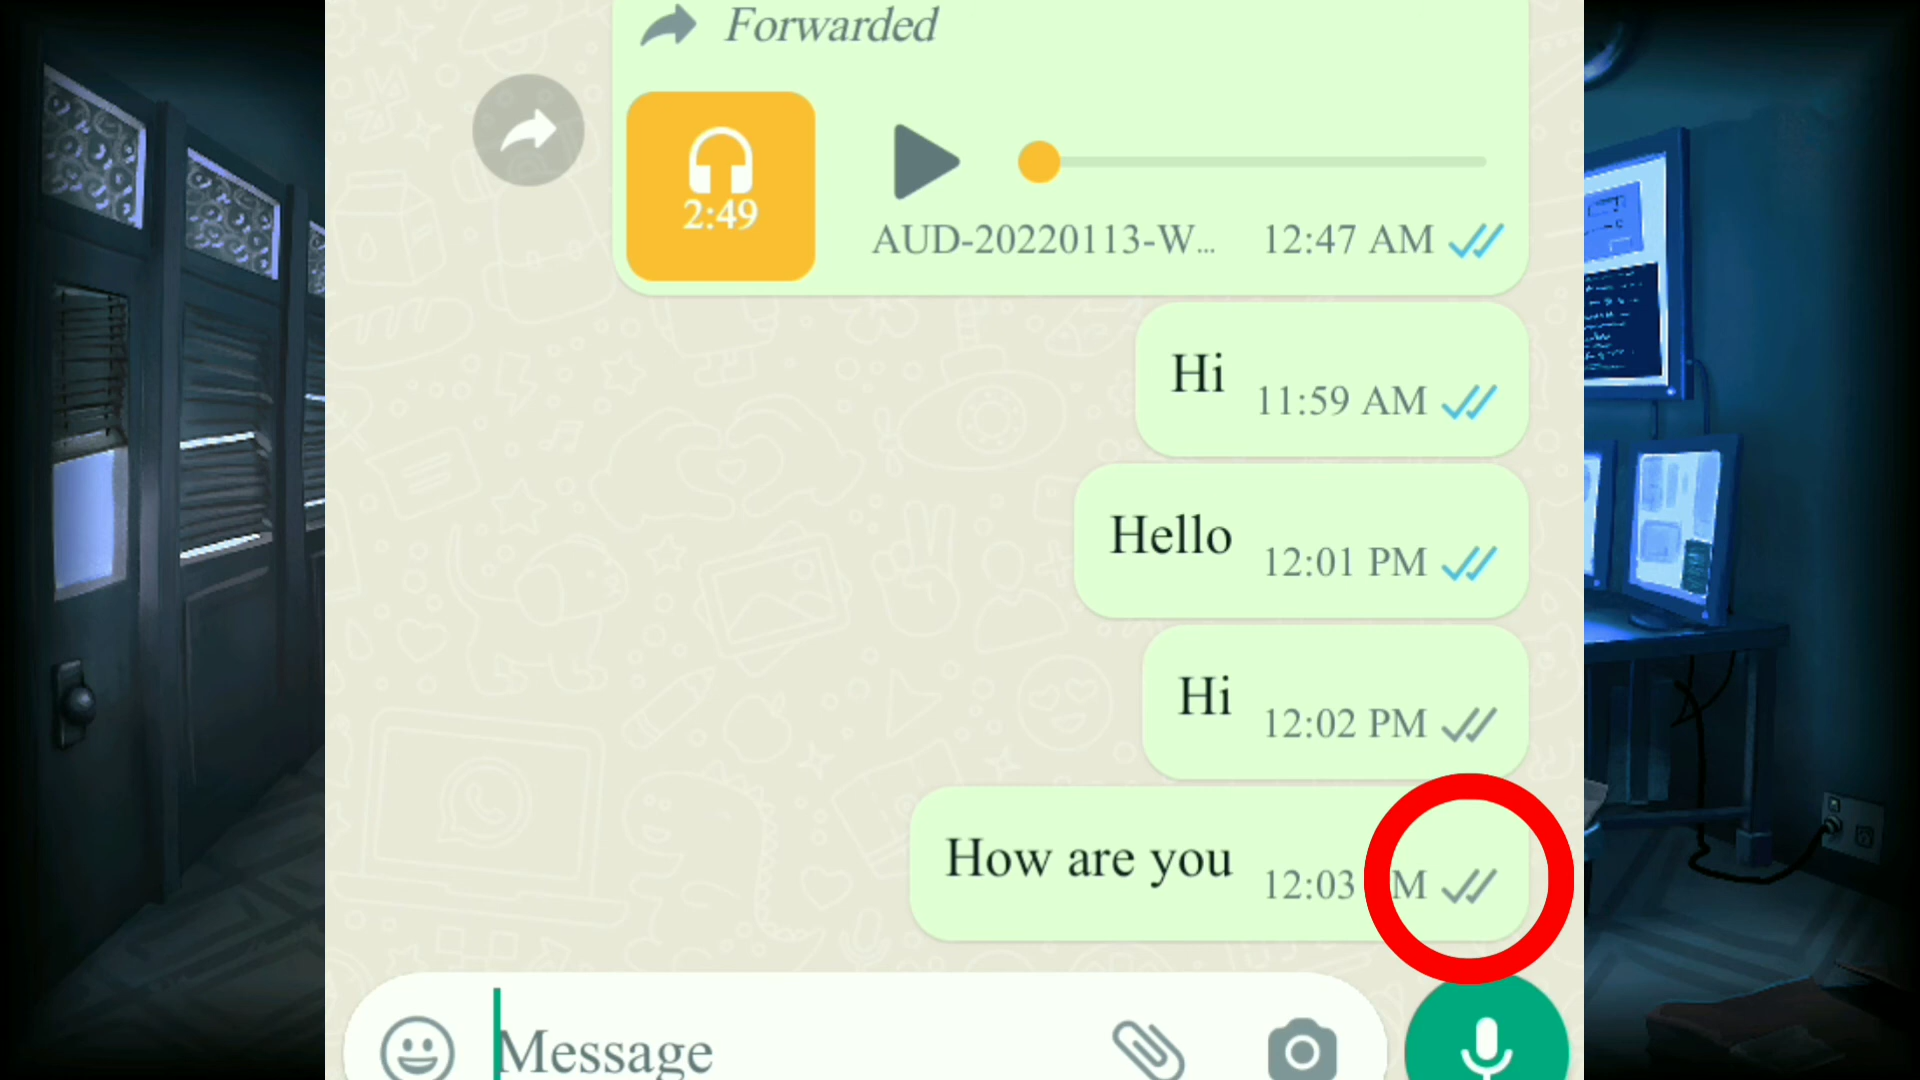 Forwarded
2:49
AUD-20220113-W... 12:47 AM
Hi 11:59 AM
Hello 12:01 PM
Hi 12:02 PM
How are you 12:03 M
Message